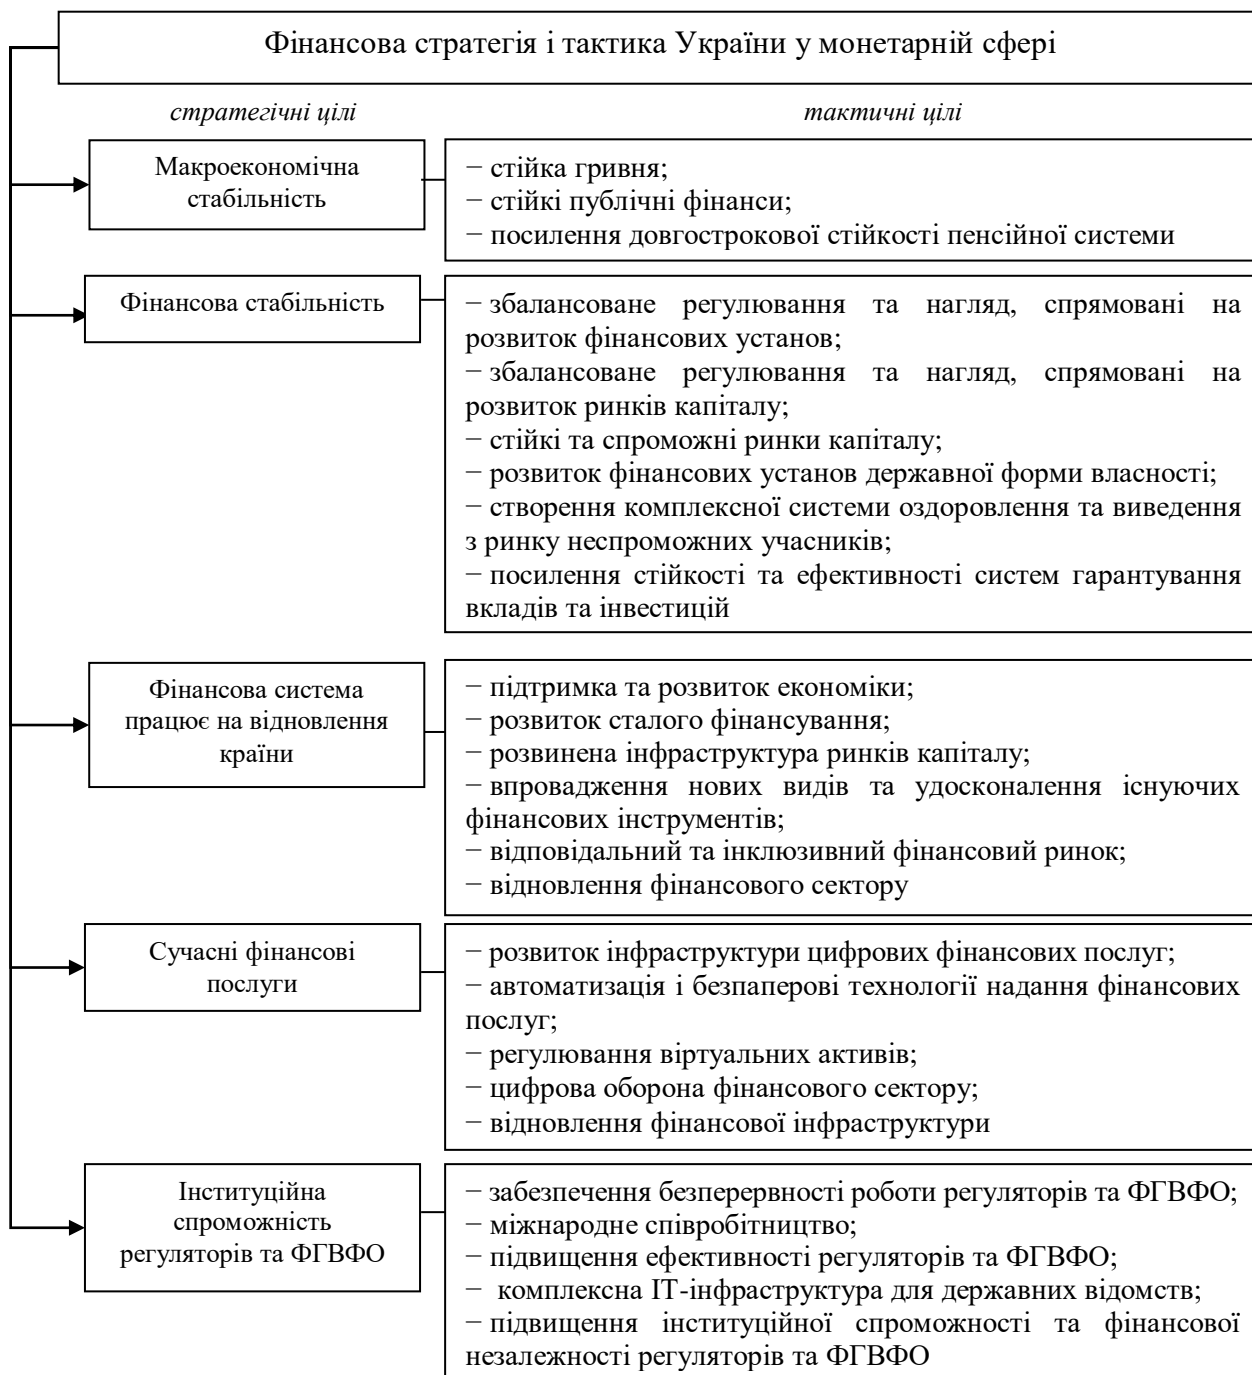 Фінансова стратегія і тактика України у монетарній сфері
стратегічні цілі
тактичні цілі
Макроекономічна
стабільність
− стійка гривня;
− стійкі публічні фінанси;
− посилення довгострокової стійкості пенсійної системи
Фінансова стабільність
− збалансоване регулювання та нагляд, спрямовані на
розвиток фінансових установ;
− збалансоване регулювання та нагляд, спрямовані на
розвиток ринків капіталу;
− стійкі та спроможні ринки капіталу;
− розвиток фінансових установ державної форми власності;
− створення комплексної системи оздоровлення та виведення
з ринку неспроможних учасників;
− посилення стійкості та ефективності систем гарантування
вкладів та інвестицій
Фінансова система
працює на відновлення
країни
− підтримка та розвиток економіки;
− розвиток сталого фінансування;
− розвинена інфраструктура ринків капіталу;
− впровадження нових видів та удосконалення існуючих
фінансових інструментів;
− відповідальний та інклюзивний фінансовий ринок;
− відновлення фінансового сектору
Сучасні фінансові
послуги
− розвиток інфраструктури цифрових фінансових послуг;
− автоматизація і безпаперові технології надання фінансових
послуг;
− регулювання віртуальних активів;
− цифрова оборона фінансового сектору;
− відновлення фінансової інфраструктури
Інституційна
спроможність
регуляторів та ФГВФО
− забезпечення безперервності роботи регуляторів та ФГВФО;
− міжнародне співробітництво;
− підвищення ефективності регуляторів та ФГВФО;
− комплексна ІТ-інфраструктура для державних відомств;
− підвищення інституційної спроможності та фінансової
незалежності регуляторів та ФГВФО